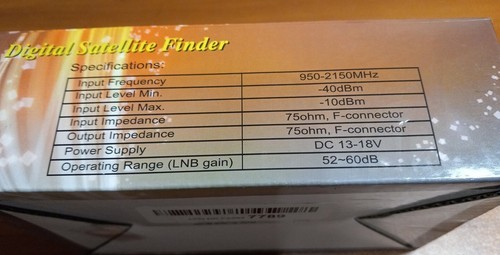 Digital Satellite Finder
Specifications:
Input Frequency 950-2150MHz
Input Level Min. -40dBm
Input Level Max. -10dBm
Input Impedance 75ohm, F-connector
Output Impedance 75ohm, F-connector
Power Supply DC 13-18V
Operating Range (LNB gain) 52~60dB
7789